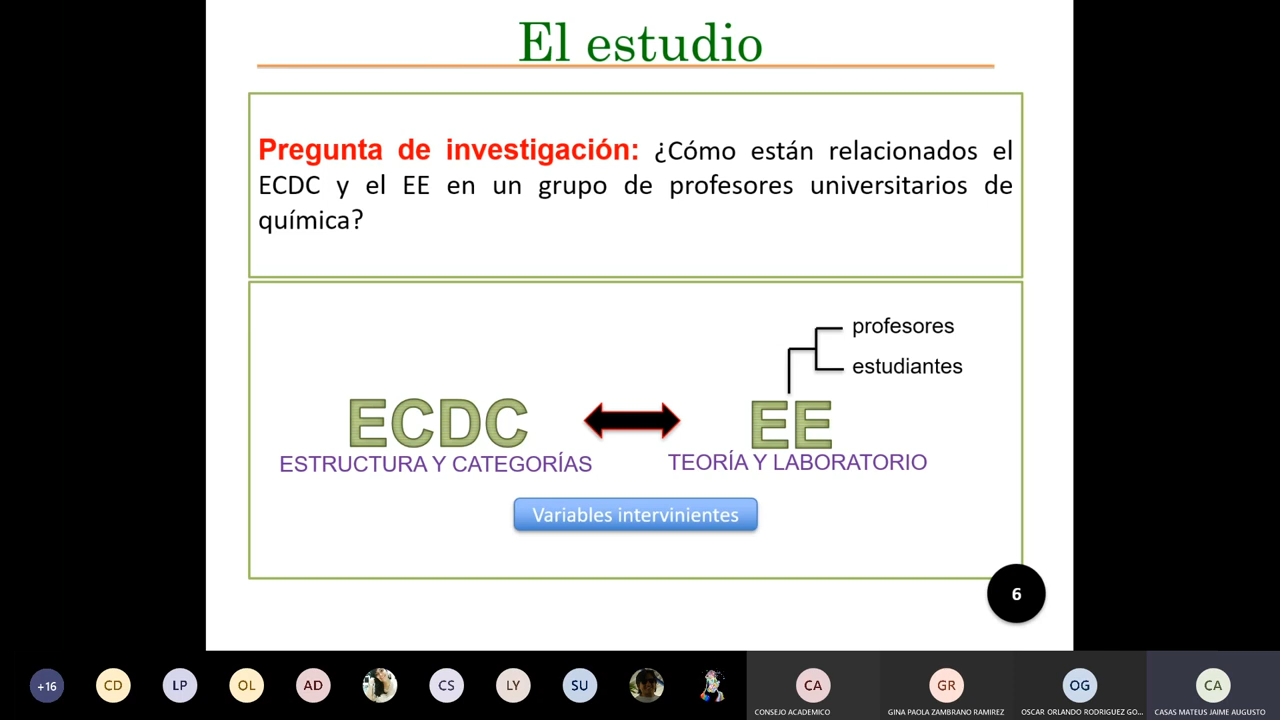 El estudio
Pregunta de investigación: ¿Cómo están relacionados el
ECDC y el EE en un grupo de profesores universitarios de
química?
profesores
estudiantes
ECDC
EE
ESTRUCTURA Y CATEGORÍAS
TEORÍA Y LABORATORIO
Variables intervinientes
6
+16
CD
LP
OL
AD
CS
LY
SU
CA
GR
OG
CA
CONSEJO ACADEMICO
GINA PAOLA ZAMBRANO RAMIREZ
OSCAR ORLANDO RODRIGUEZ GO...
CASAS MATEUS JAIME AUGUSTO